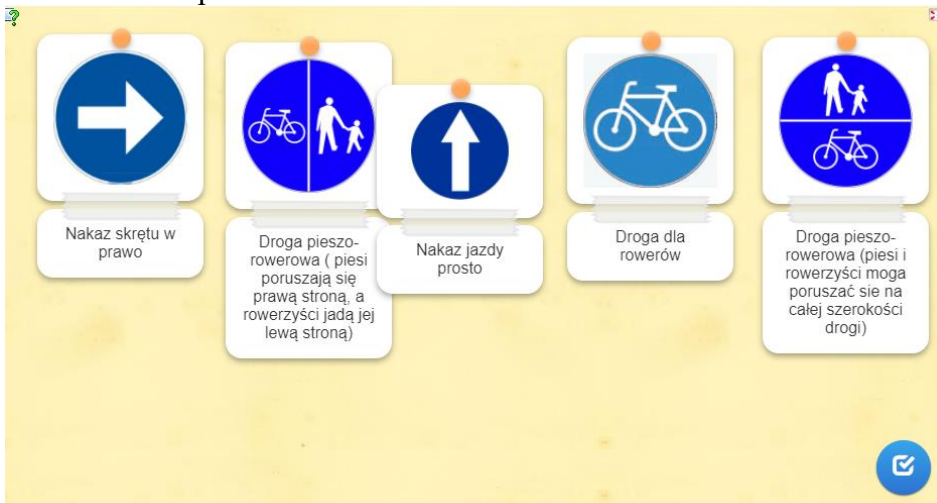 Nakaz skrętu w
prawo
Droga pieszo-
rowerowa ( piesi
poruszają się
prawą stroną, a
rowerzyści jadą jej
lewą stroną)
Nakaz jazdy
prosto
Droga dla
rowerów
Droga pieszo-
rowerowa (piesi i
rowerzyści moga
poruszać sie na
całej szerokości
drogi)